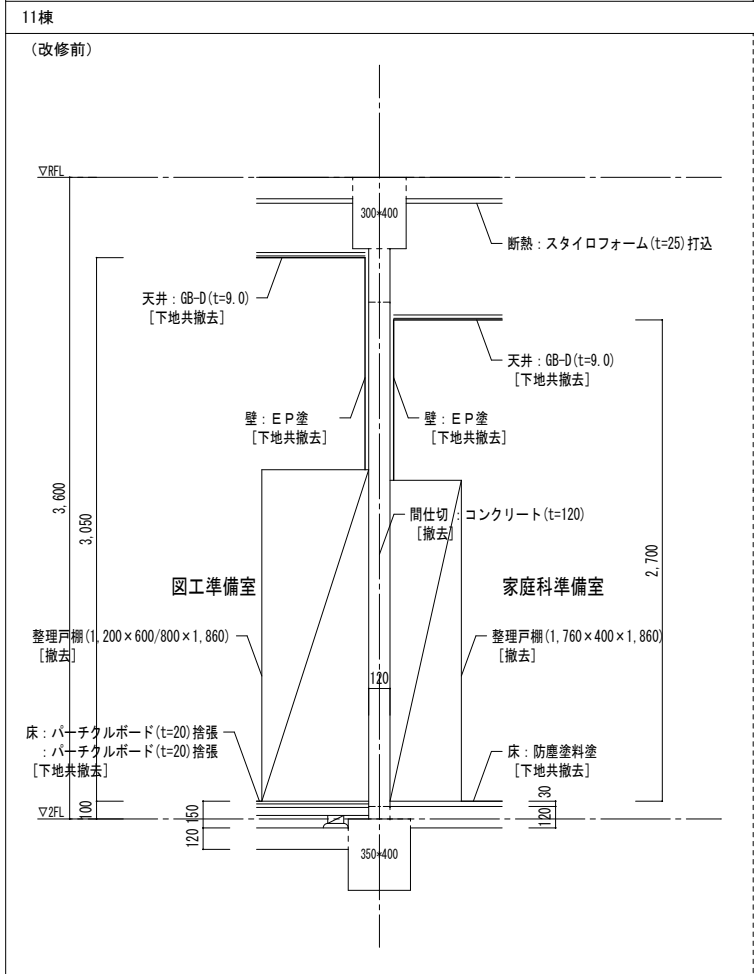 11棟
(改修前)
▽RFL
300*400
断熱：スタイロフォーム(t=25)打込
天井：GB-D(t=9.0)
[下地共撤去]
天井：GB-D(t=9.0)
[下地共撤去]
壁：ＥＰ塗
[下地共撤去]
壁：ＥＰ塗
[下地共撤去]
3,600
3,050
間仕切：コンクリート(t=120)
[撤去]
2,700
図工準備室
家庭科準備室
整理戸棚(1,200×600/800×1,860)
[撤去]
整理戸棚(1,760×400×1,860)
[撤去]
120
床：パーチクルボード(t=20)捨張
：パーチクルボード(t=20)捨張
[下地共撤去]
床：防塵塗料塗
[下地共撤去]
▽2FL
100
150
120
30
120
350*400